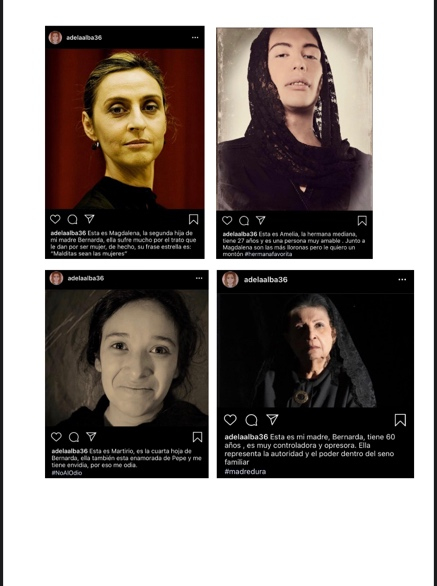 adelaalba36
adelaalba36 Esta es Magdalena, la segunda hija de
mi madre Bernarda, ella sufre mucho por el trato que
le dan por ser mujer, de hecho, su frase estrella es:
"Malditas sean las mujeres"
adelaalba36 Esta es Amelia, la hermana mediana,
tiene 27 años y es una persona muy amable . Junto a
Magdalena son las más lloronas pero le quiero un
montón #hermanafavorita
adelaalba36
adelaalba36 Esta es Martirio, es la cuarta hoja de
Bernarda, ella también esta enamorada de Pepe y me
tiene envidia, por eso me odia.
#NoAlOdio
adelaalba36
adelaalba36 Esta es mi madre, Bernarda, tiene 60
años , es muy controladora y opresora. Ella
representa la autoridad y el poder dentro del seno
familiar
#madredura